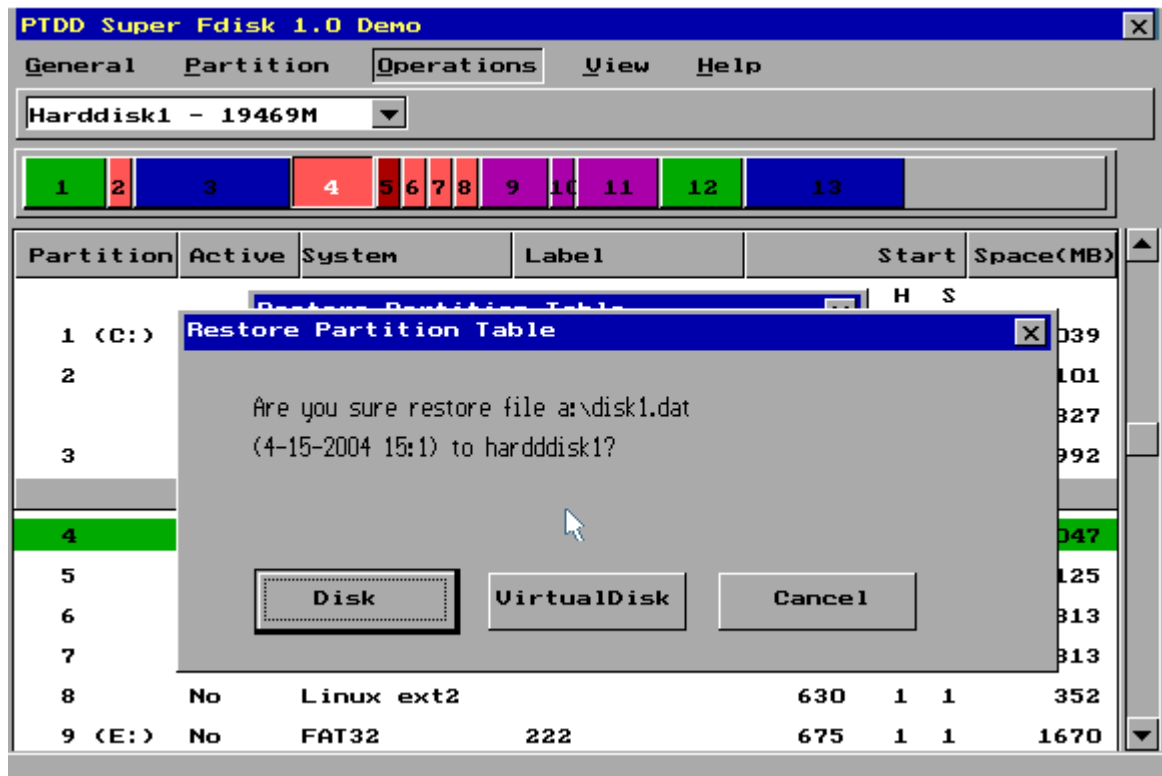 PTDD Super Fdisk 1.0 Demo
General Partition Operations View Help
Harddisk1 - 19469M
1 2 3 4 5 6 7 8 9 10 11 12 13
Partition Active System Label Start Space(MB)
Restore Partition Table
H S
Restore Partition Table
1 (C:) 039
2 101
Are you sure restore file a:\disk1.dat
327
(4-15-2004 15:1) to hardddisk1?
3 992
4 047
5 125
Disk VirtualDisk Cancel
6 313
7 313
8 No Linux ext2 630 1 1 352
9 (E:) No FAT32 222 675 1 1 1670